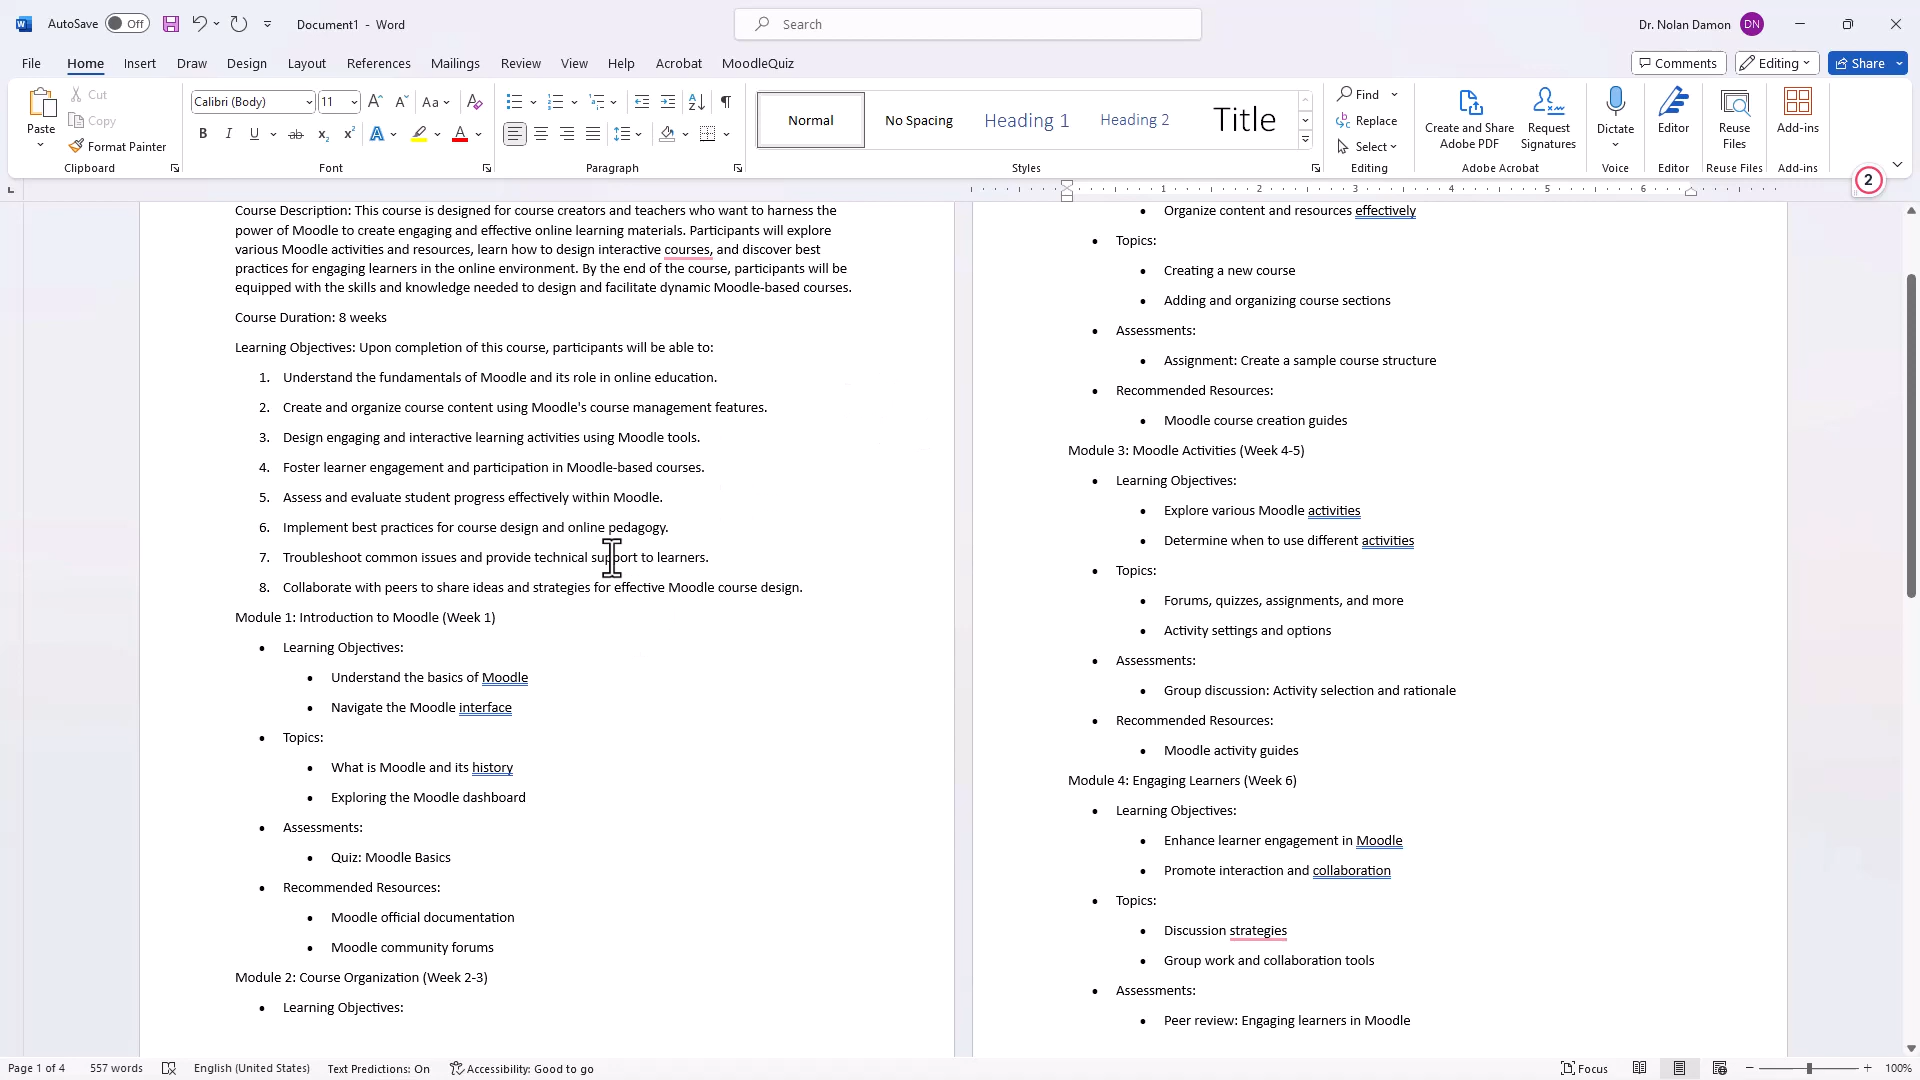 AutoSave Off Document1 - Word Search Dr. Nolan Damon DN
File Home Insert Draw Design Layout References Mailings Review View Help Acrobat MoodleQuiz Comments Editing Share
Paste Cut Copy Format Painter
Clipboard
Calibri (Body) 11
Font
Paragraph
Normal No Spacing Heading 1 Heading 2 Title
Styles
Find
Replace
Select
Editing
Create and Share Adobe PDF
Request Signatures
Adobe Acrobat
Dictate
Voice
Editor
Editor
Reuse Files
Reuse Files
Add-ins
Add-ins
2
1 2 3 4 5 6
Course Description: This course is designed for course creators and teachers who want to harness the
power of Moodle to create engaging and effective online learning materials. Participants will explore
various Moodle activities and resources, learn how to design interactive courses, and discover best
practices for engaging learners in the online environment. By the end of the course, participants will be
equipped with the skills and knowledge needed to design and facilitate dynamic Moodle-based courses.
Course Duration: 8 weeks
Learning Objectives: Upon completion of this course, participants will be able to:
1. Understand the fundamentals of Moodle and its role in online education.
2. Create and organize course content using Moodle's course management features.
3. Design engaging and interactive learning activities using Moodle tools.
4. Foster learner engagement and participation in Moodle-based courses.
5. Assess and evaluate student progress effectively within Moodle.
6. Implement best practices for course design and online pedagogy.
7. Troubleshoot common issues and provide technical support to learners.
8. Collaborate with peers to share ideas and strategies for effective Moodle course design.
Module 1: Introduction to Moodle (Week 1)
• Learning Objectives:
• Understand the basics of Moodle
• Navigate the Moodle interface
• Topics:
• What is Moodle and its history
• Exploring the Moodle dashboard
• Assessments:
• Quiz: Moodle Basics
• Recommended Resources:
• Moodle official documentation
• Moodle community forums
Module 2: Course Organization (Week 2-3)
• Learning Objectives:
• Organize content and resources effectively
• Topics:
• Creating a new course
• Adding and organizing course sections
• Assessments:
• Assignment: Create a sample course structure
• Recommended Resources:
• Moodle course creation guides
Module 3: Moodle Activities (Week 4-5)
• Learning Objectives:
• Explore various Moodle activities
• Determine when to use different activities
• Topics:
• Forums, quizzes, assignments, and more
• Activity settings and options
• Assessments:
• Group discussion: Activity selection and rationale
• Recommended Resources:
• Moodle activity guides
Module 4: Engaging Learners (Week 6)
• Learning Objectives:
• Enhance learner engagement in Moodle
• Promote interaction and collaboration
• Topics:
• Discussion strategies
• Group work and collaboration tools
• Assessments:
• Peer review: Engaging learners in Moodle
Page 1 of 4 557 words English (United States) Text Predictions: On Accessibility: Good to go Focus 100%